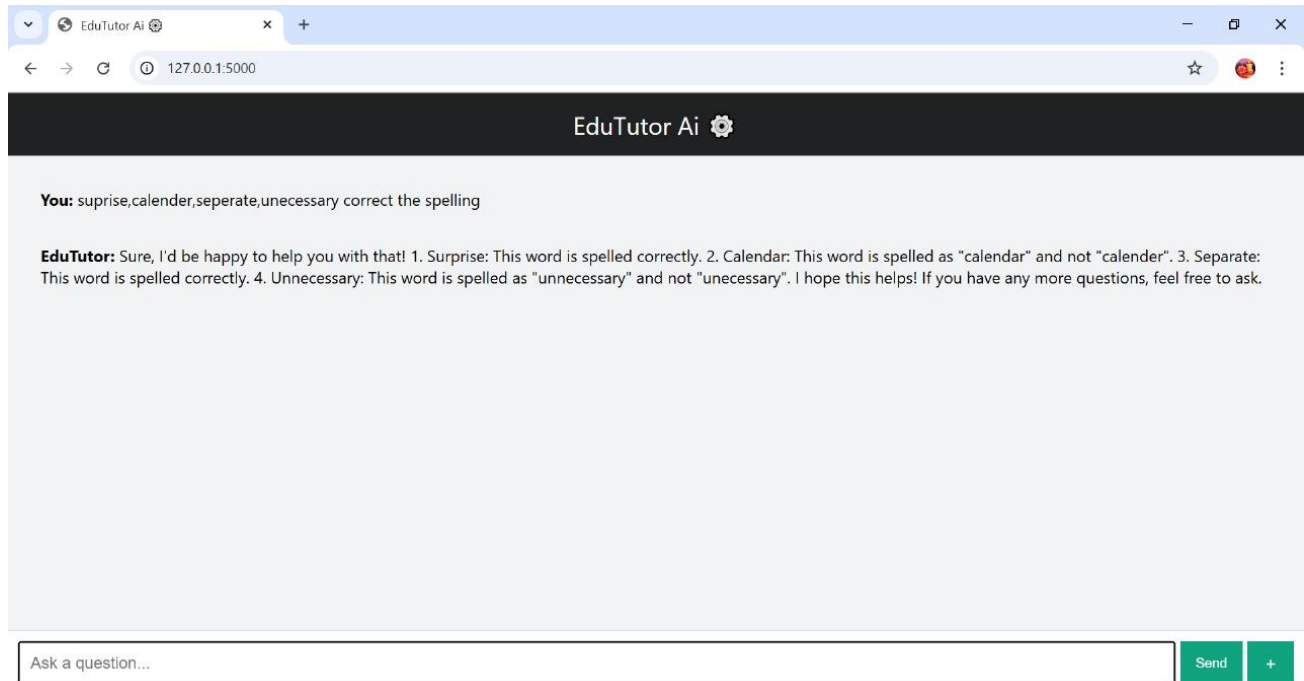 EduTutor Ai
127.0.0.1:5000
EduTutor Ai
You: suprise,calender,seperate,unecessary correct the spelling
EduTutor: Sure, I'd be happy to help you with that! 1. Surprise: This word is spelled correctly. 2. Calendar: This word is spelled as "calendar" and not "calender". 3. Separate:
This word is spelled correctly. 4. Unnecessary: This word is spelled as "unnecessary" and not "unecessary". I hope this helps! If you have any more questions, feel free to ask.
Ask a question...
Send +